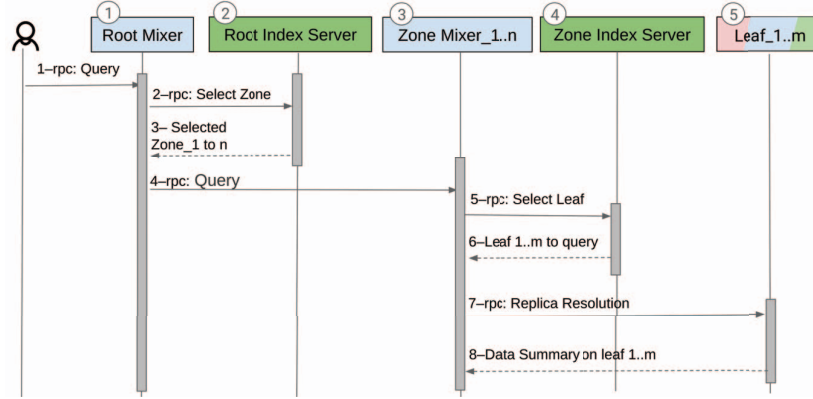 1 2 3 4 5
Root Mixer Roct Index Server Zone Mixer_1..n Zone Index Server Leaf_1..m
1–rpc: Query
2–rpc: Select Zone
3– Selected
Zone_1 to n
4–rpc: Query
5–rpc: Select Leaf
6–Leaf 1..m to query
7–rpc: Replica Resolution
8–Data Summary on leaf 1..m